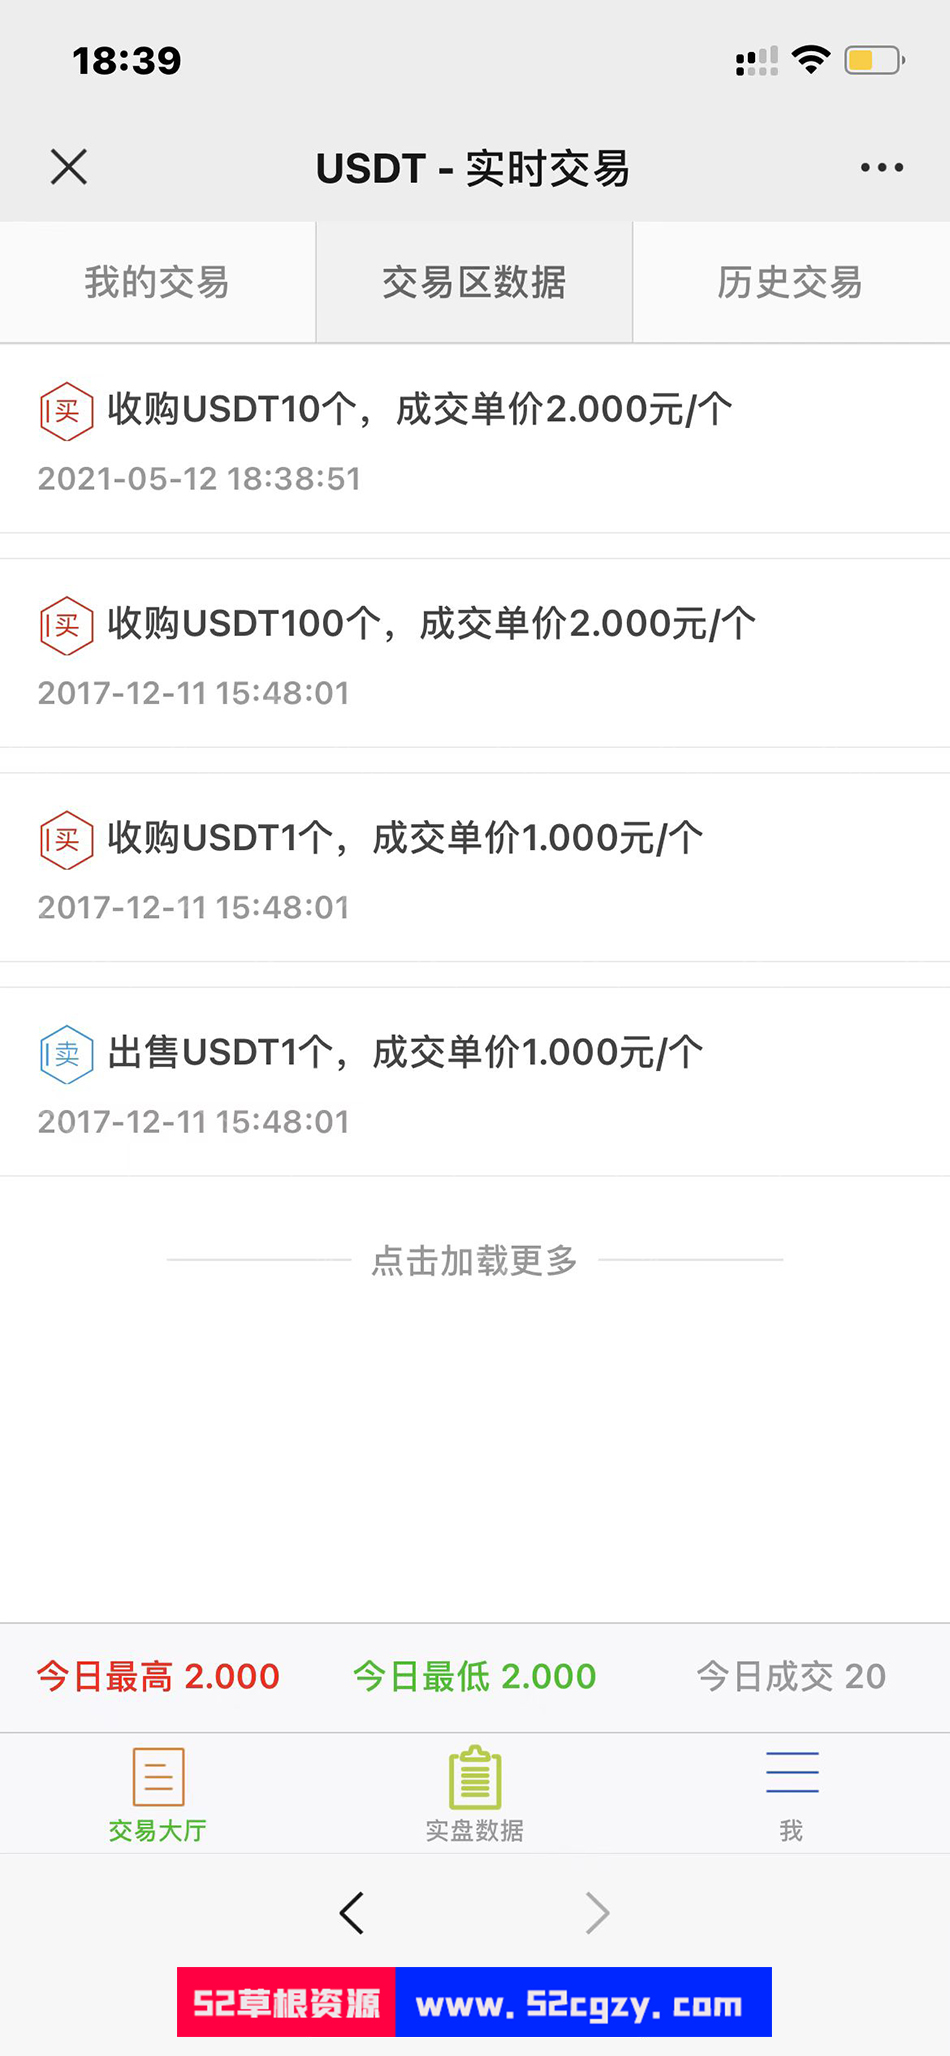 18:39
USDT - 实时交易
我的交易
交易区数据
历史交易
买 收购USDT10个，成交单价2.000元/个
2021-05-12 18:38:51
买 收购USDT100个，成交单价2.000元/个
2017-12-11 15:48:01
买 收购USDT1个，成交单价1.000元/个
2017-12-11 15:48:01
卖 出售USDT1个，成交单价1.000元/个
2017-12-11 15:48:01
点击加载更多
今日最高 2.000 今日最低 2.000 今日成交 20
交易大厅 实盘数据 我
52草根资源 www.52cgzy.com